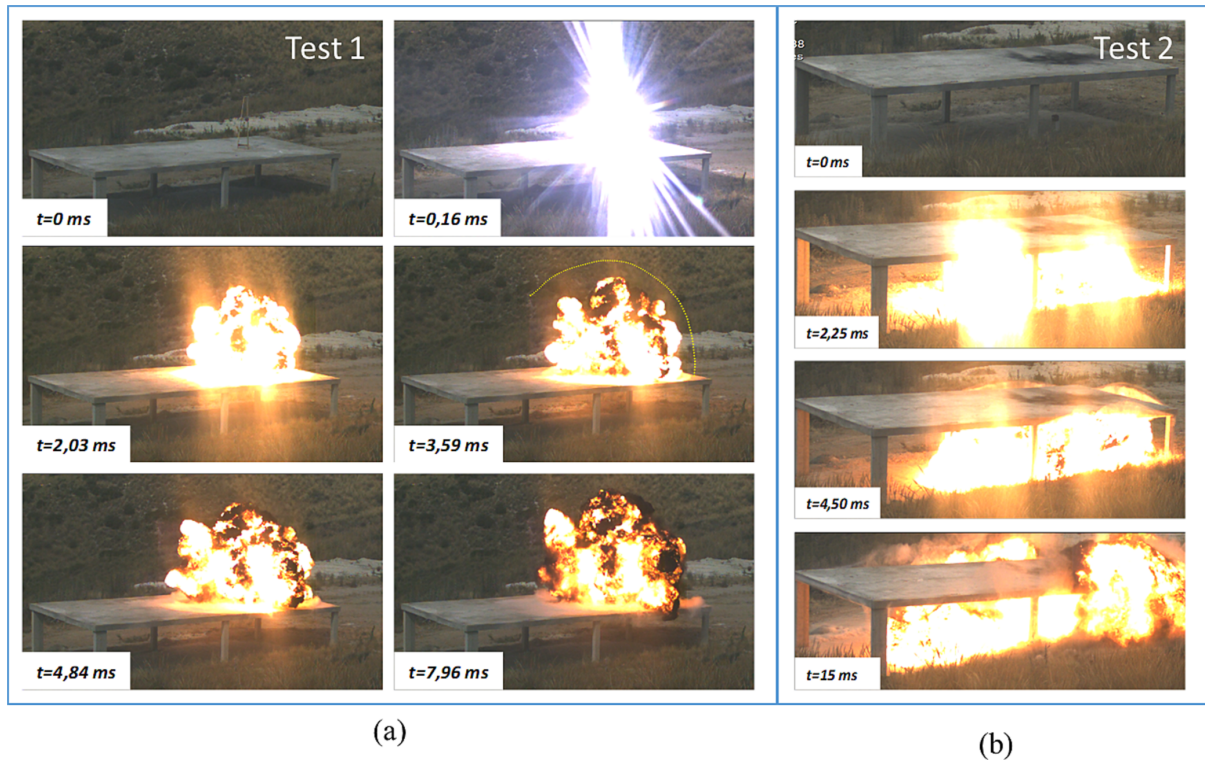 Test 1
t=0 ms
t=0,16 ms
t=2,03 ms
t=3,59 ms
t=4,84 ms
t=7,96 ms
(a)
38
Test 2
t=0 ms
t=2,25 ms
t=4,50 ms
t=15 ms
(b)